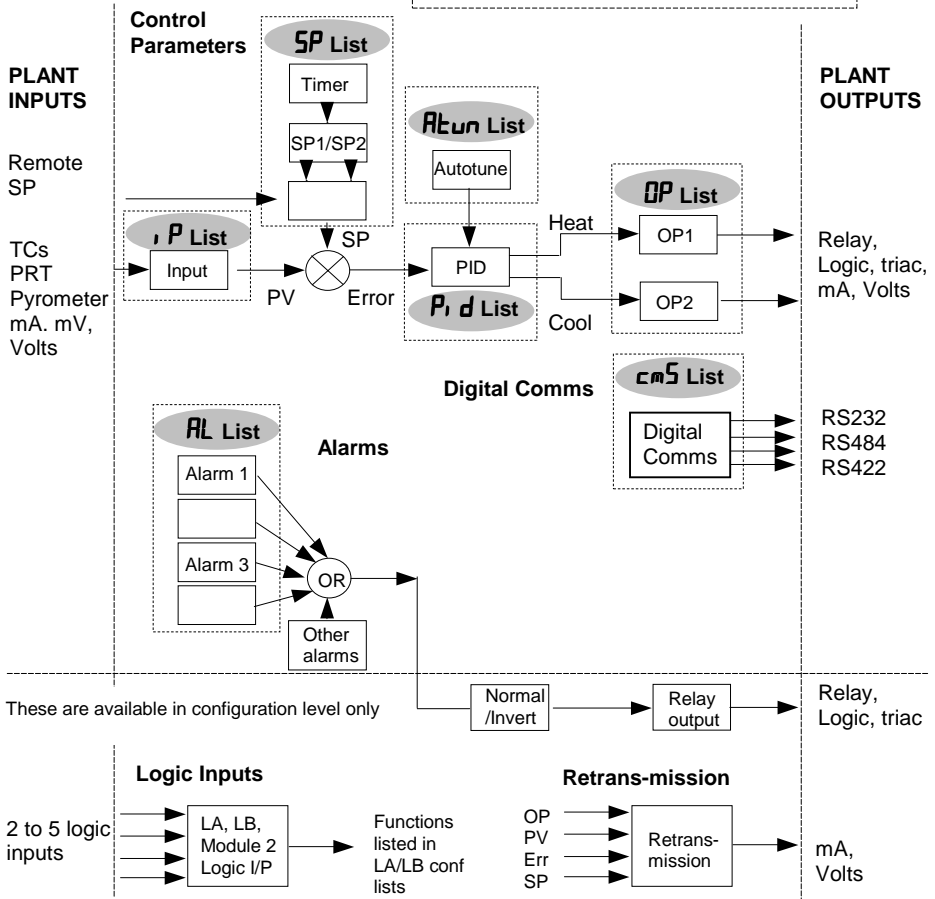 Control
Parameters
SP List
PLANT
INPUTS
PLANT
OUTPUTS
Timer
Atun List
SP1/SP2
Autotune
OP List
Remote
SP
iP List
SP
Heat
OP1
Input
PID
TCs
PRT
Pyrometer
mA. mV,
Volts
PV
Error
Pid List
Cool
OP2
Relay,
Logic, triac,
mA, Volts
Digital Comms
cmS List
AL List
Alarms
Digital
Comms
RS232
RS484
RS422
Alarm 1
Alarm 3
OR
Other
alarms
These are available in configuration level only
Normal
/Invert
Relay
output
Relay,
Logic, triac
Logic Inputs
Retrans-mission
2 to 5 logic
inputs
LA, LB,
Module 2
Logic I/P
Functions
listed in
LA/LB conf
lists
OP
PV
Err
SP
Retrans-
mission
mA,
Volts